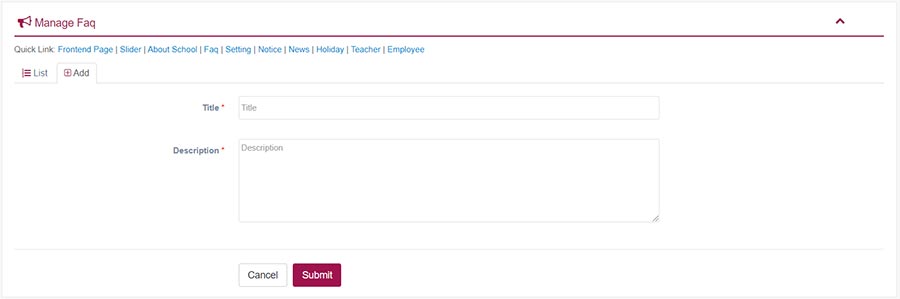 Manage Faq
Quick Link: Frontend Page | Slider | About School | Faq | Setting | Notice | News | Holiday | Teacher | Employee
List Add
Title * Title
Description * Description
Cancel Submit